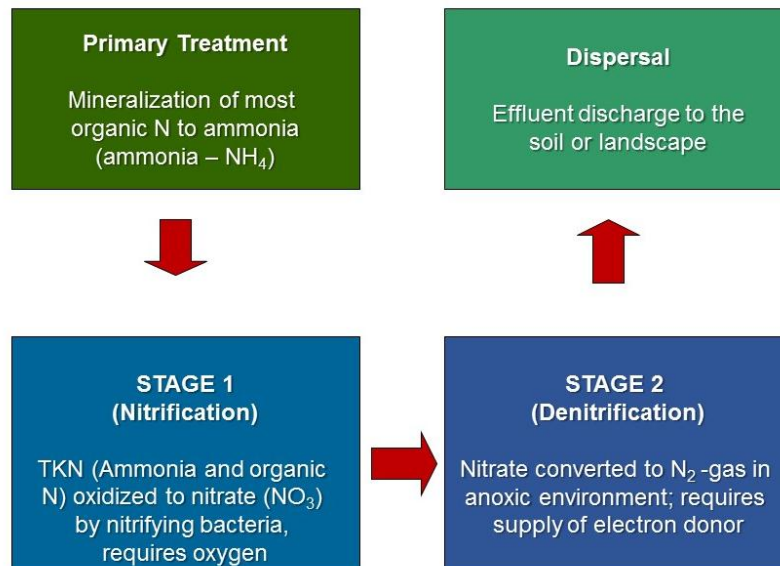 Primary Treatment
Mineralization of most
organic N to ammonia
(ammonia – NH₄)
STAGE 1
(Nitrification)
TKN (Ammonia and organic
N) oxidized to nitrate (NO₃)
by nitrifying bacteria,
requires oxygen
STAGE 2
(Denitrification)
Nitrate converted to N₂ -gas in
anoxic environment; requires
supply of electron donor
Dispersal
Effluent discharge to the
soil or landscape